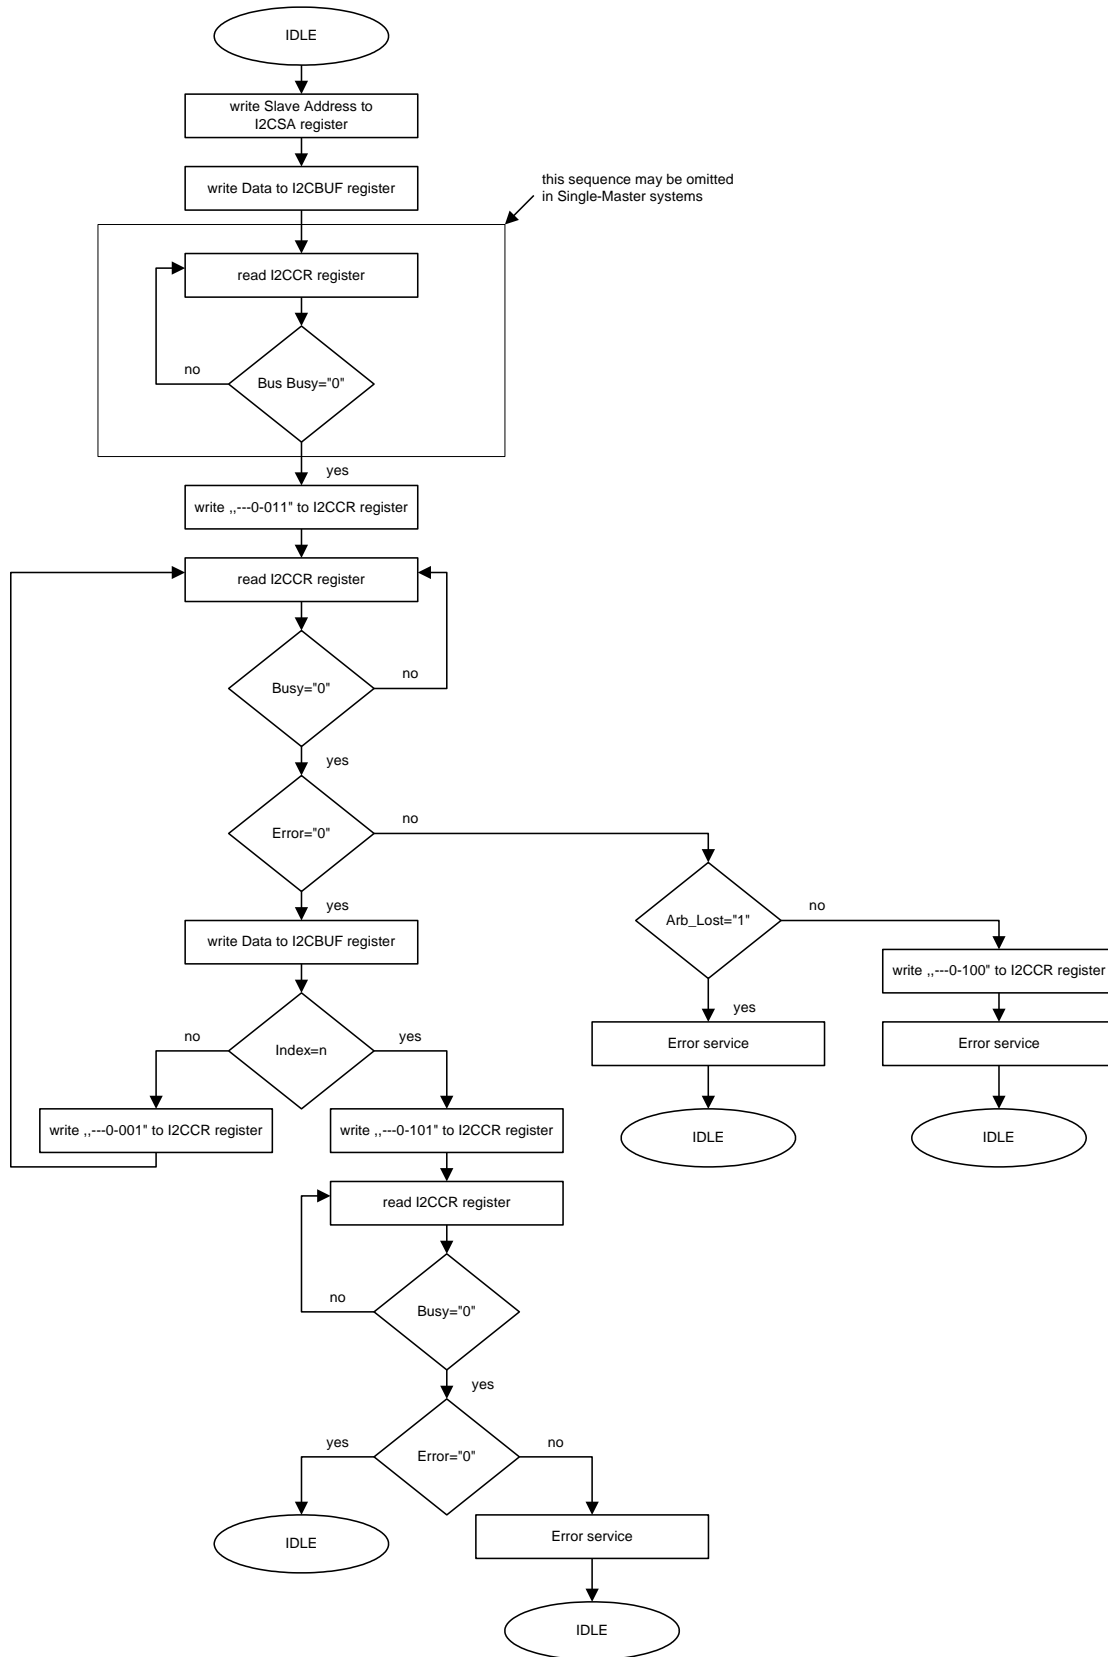 IDLE
write Slave Address to
I2CSA register
write Data to I2CBUF register
this sequence may be omitted
in Single-Master systems
read I2CCR register
no
Bus Busy="0"
yes
write ,,---0-011" to I2CCR register
read I2CCR register
Busy="0"
no
yes
Error="0"
no
yes
Arb_Lost="1"
no
write Data to I2CBUF register
write ,,---0-100" to I2CCR register
yes
no
Index=n
yes
Error service
Error service
write ,,---0-001" to I2CCR register
write ,,---0-101" to I2CCR register
IDLE
IDLE
read I2CCR register
no
Busy="0"
yes
yes
Error="0"
no
IDLE
Error service
IDLE